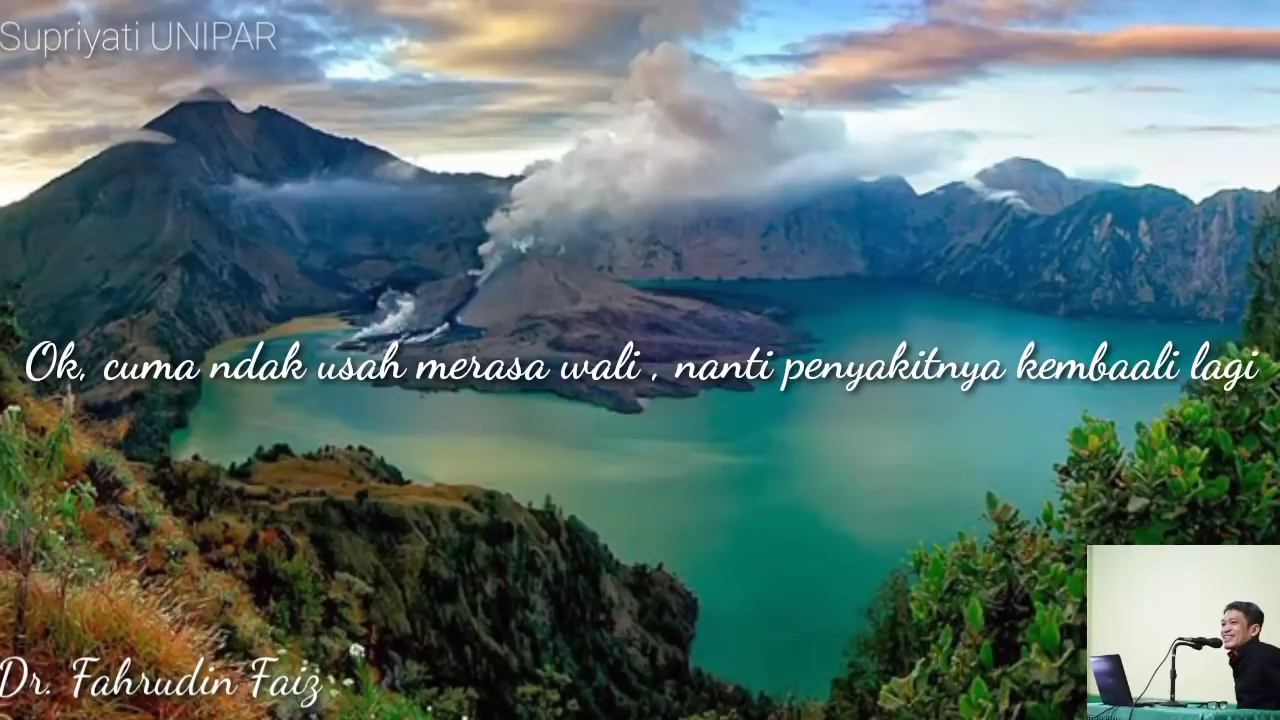 Supriyati UNIPAR
Ok, cuma ndak usah merasa wali , nanti penyakitnya kembaali lagi
Dr. Fahrudin Faiz